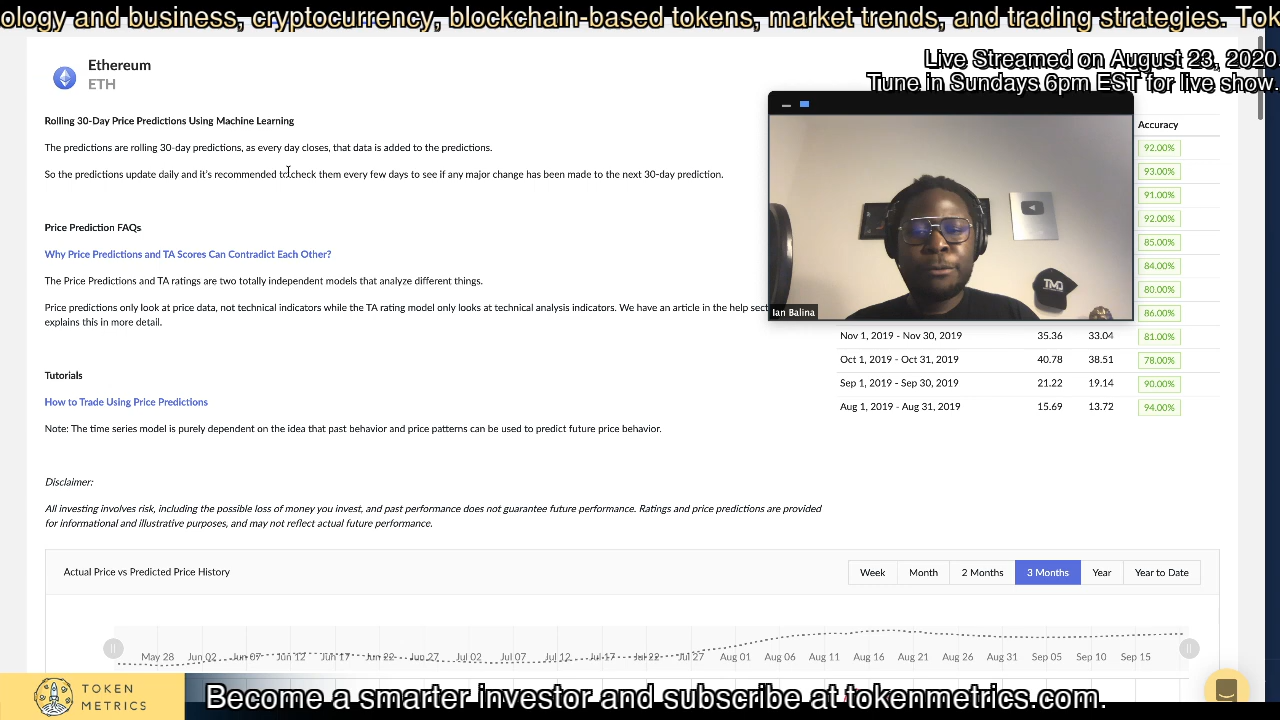 ology and business, cryptocurrency, blockchain-based tokens, market trends, and trading strategies. Tok
Live Streamed on August 23, 2020.
Tune in Sundays 6pm EST for live show.
Ethereum
ETH
Rolling 30-Day Price Predictions Using Machine Learning
The predictions are rolling 30-day predictions, as every day closes, that data is added to the predictions.
So the predictions update daily and it's recommended to check them every few days to see if any major change has been made to the next 30-day prediction.
Price Prediction FAQs
Why Price Predictions and TA Scores Can Contradict Each Other?
The Price Predictions and TA ratings are two totally independent models that analyze different things.
Price predictions only look at price data, not technical indicators while the TA rating model only looks at technical analysis indicators. We have an article in the help sect
explains this in more detail.
Tutorials
How to Trade Using Price Predictions
Note: The time series model is purely dependent on the idea that past behavior and price patterns can be used to predict future price behavior.
Disclaimer:
All investing involves risk, including the possible loss of money you invest, and past performance does not guarantee future performance. Ratings and price predictions are provided
for informational and illustrative purposes, and may not reflect actual future performance.
TMO
Ian Balina
Accuracy
92.00%
93.00%
91.00%
92.00%
85.00%
84.00%
80.00%
86.00%
Nov 1, 2019 - Nov 30, 2019 35.36 33.04 81.00%
Oct 1, 2019 - Oct 31, 2019 40.78 38.51 78.00%
Sep 1, 2019 - Sep 30, 2019 21.22 19.14 90.00%
Aug 1, 2019 - Aug 31, 2019 15.69 13.72 94.00%
Actual Price vs Predicted Price History
Week Month 2 Months 3 Months Year Year to Date
May 28 Jun 02 Jun 07 Jun 12 Jun 17 Jun 22 Jun 27 Jul 02 Jul 07 Jul 12 Jul 17 Jul 22 Jul 27 Aug 01 Aug 06 Aug 11 Aug 16 Aug 21 Aug 26 Aug 31 Sep 05 Sep 10 Sep 15
TOKEN
METRICS
Become a smarter investor and subscribe at tokenmetrics.com.